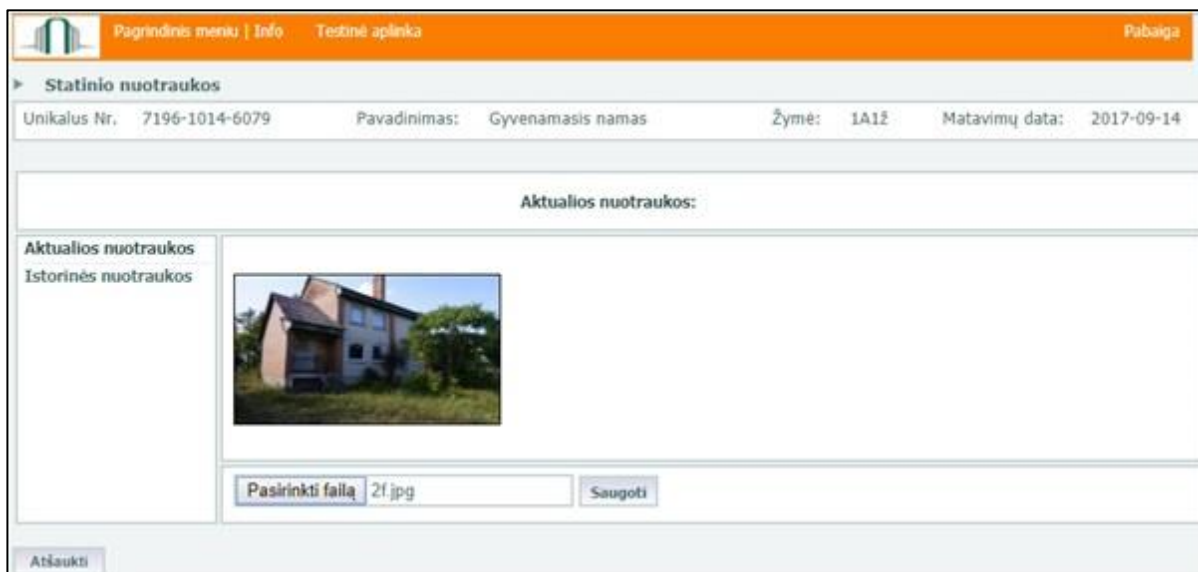 Pagrindinis meniu | Info Testinė aplinka Pabaiga
Statinio nuotraukos
Unikalus Nr. 7196-1014-6079 Pavadinimas: Gyvenamasis namas Žymė: 1A1ž Matavimų data: 2017-09-14
Aktualios nuotraukos:
Aktualios nuotraukos
Istorinės nuotraukos
Pasirinkti failą 2f.jpg Saugoti
Atšaukti